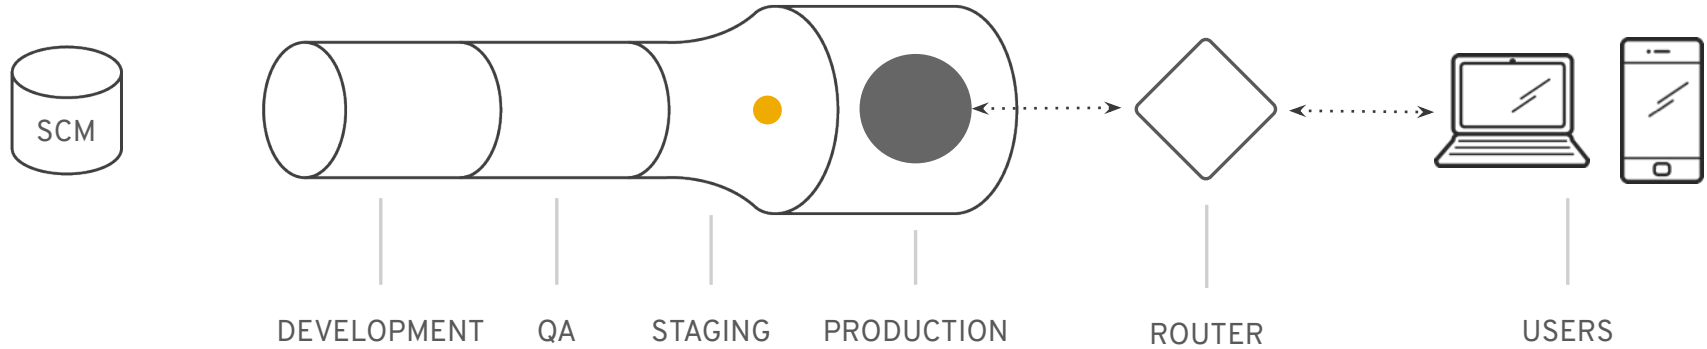 SCM
DEVELOPMENT
QA
STAGING
PRODUCTION
ROUTER
USERS